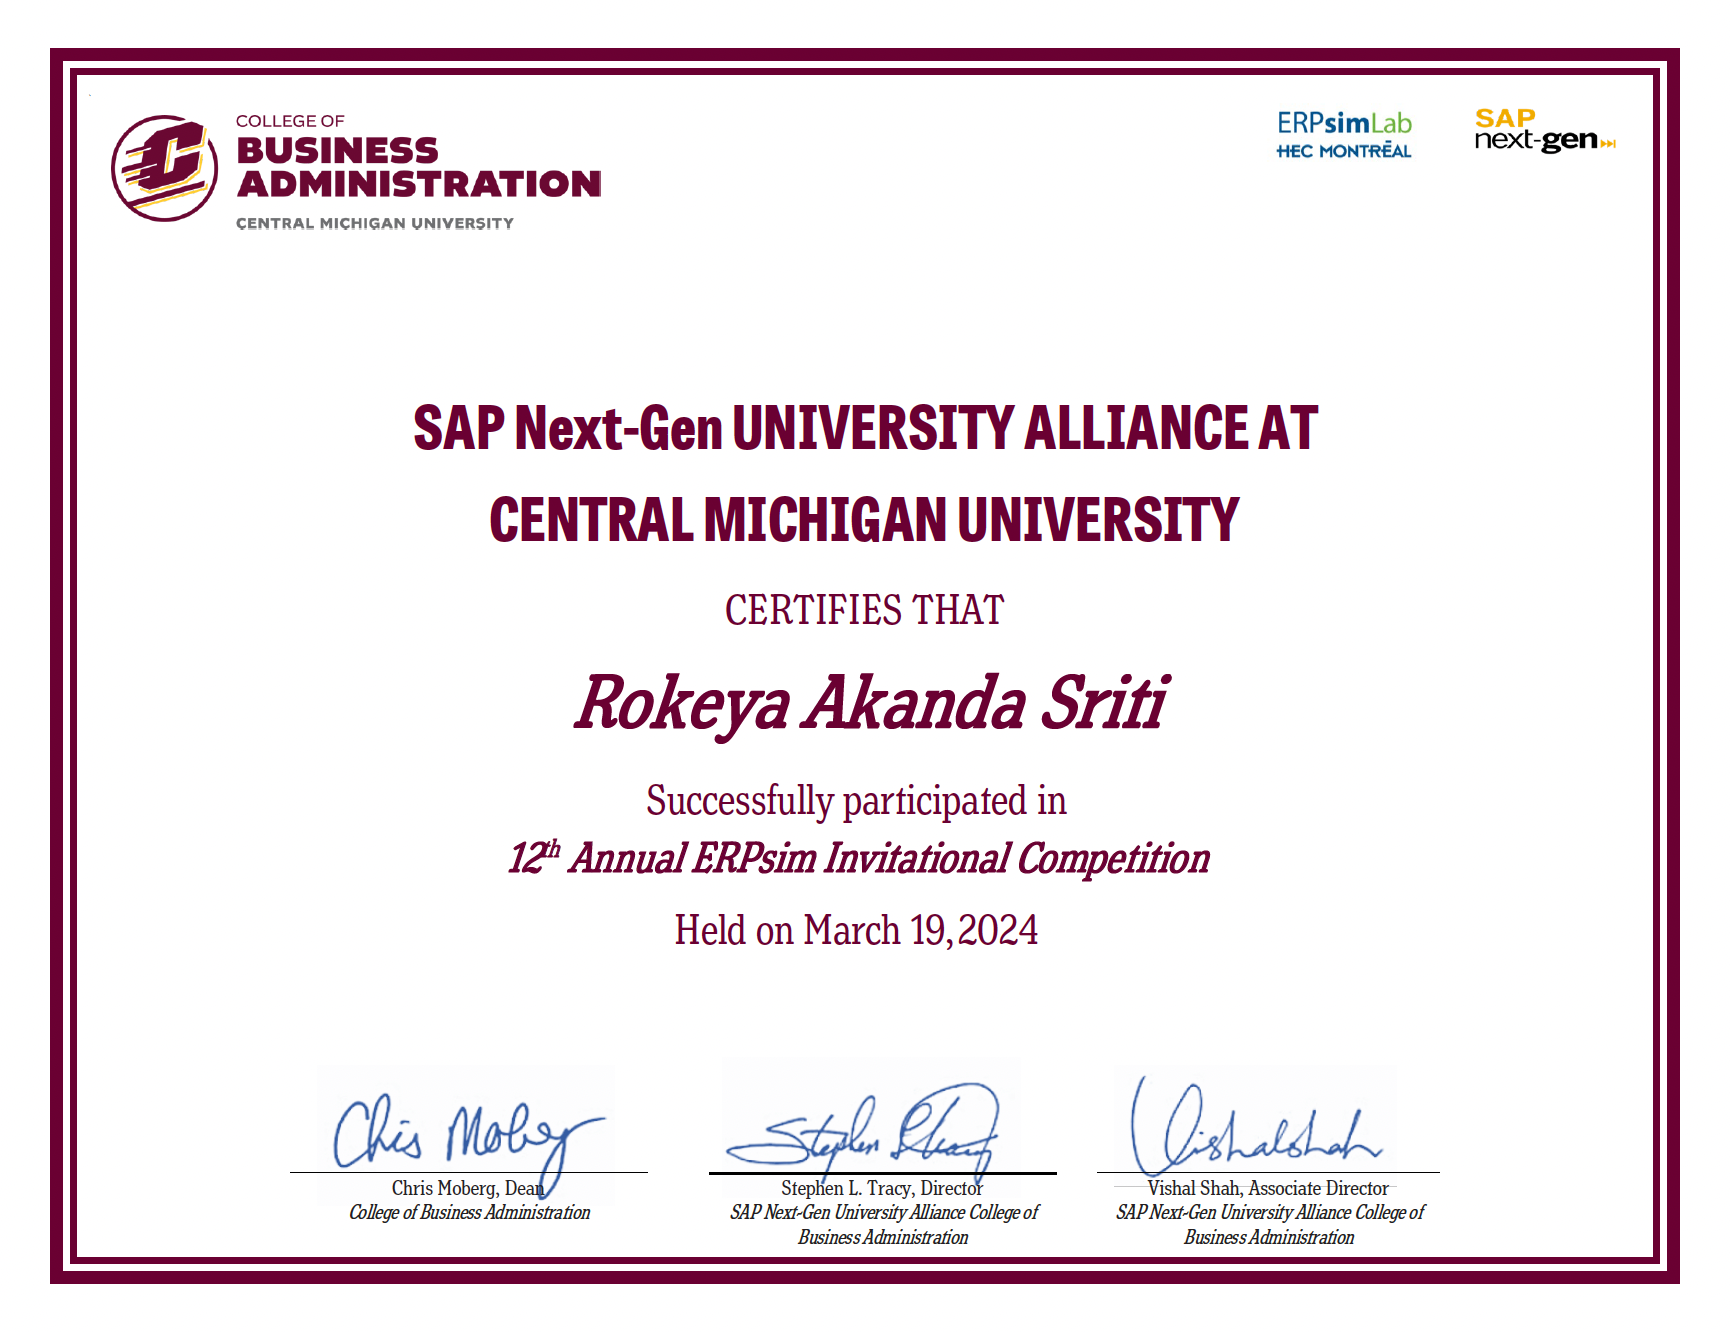 COLLEGE OF
BUSINESS
ADMINISTRATION
CENTRAL MICHIGAN UNIVERSITY
ERPsimLab
HEC MONTRĒAL
SAP
next-gen
SAP Next-Gen UNIVERSITY ALLIANCE AT
CENTRAL MICHIGAN UNIVERSITY
CERTIFIES THAT
Rokeya Akanda Sriti
Successfully participated in
12th Annual ERPsim Invitational Competition
Held on March 19, 2024
Chris Moberg
Stephen L Tracy
Vishal Shah
Chris Moberg, Dean
College of Business Administration
Stephen L. Tracy, Director
SAP Next-Gen University Alliance College of
Business Administration
Vishal Shah, Associate Director
SAP Next-Gen University Alliance College of
Business Administration